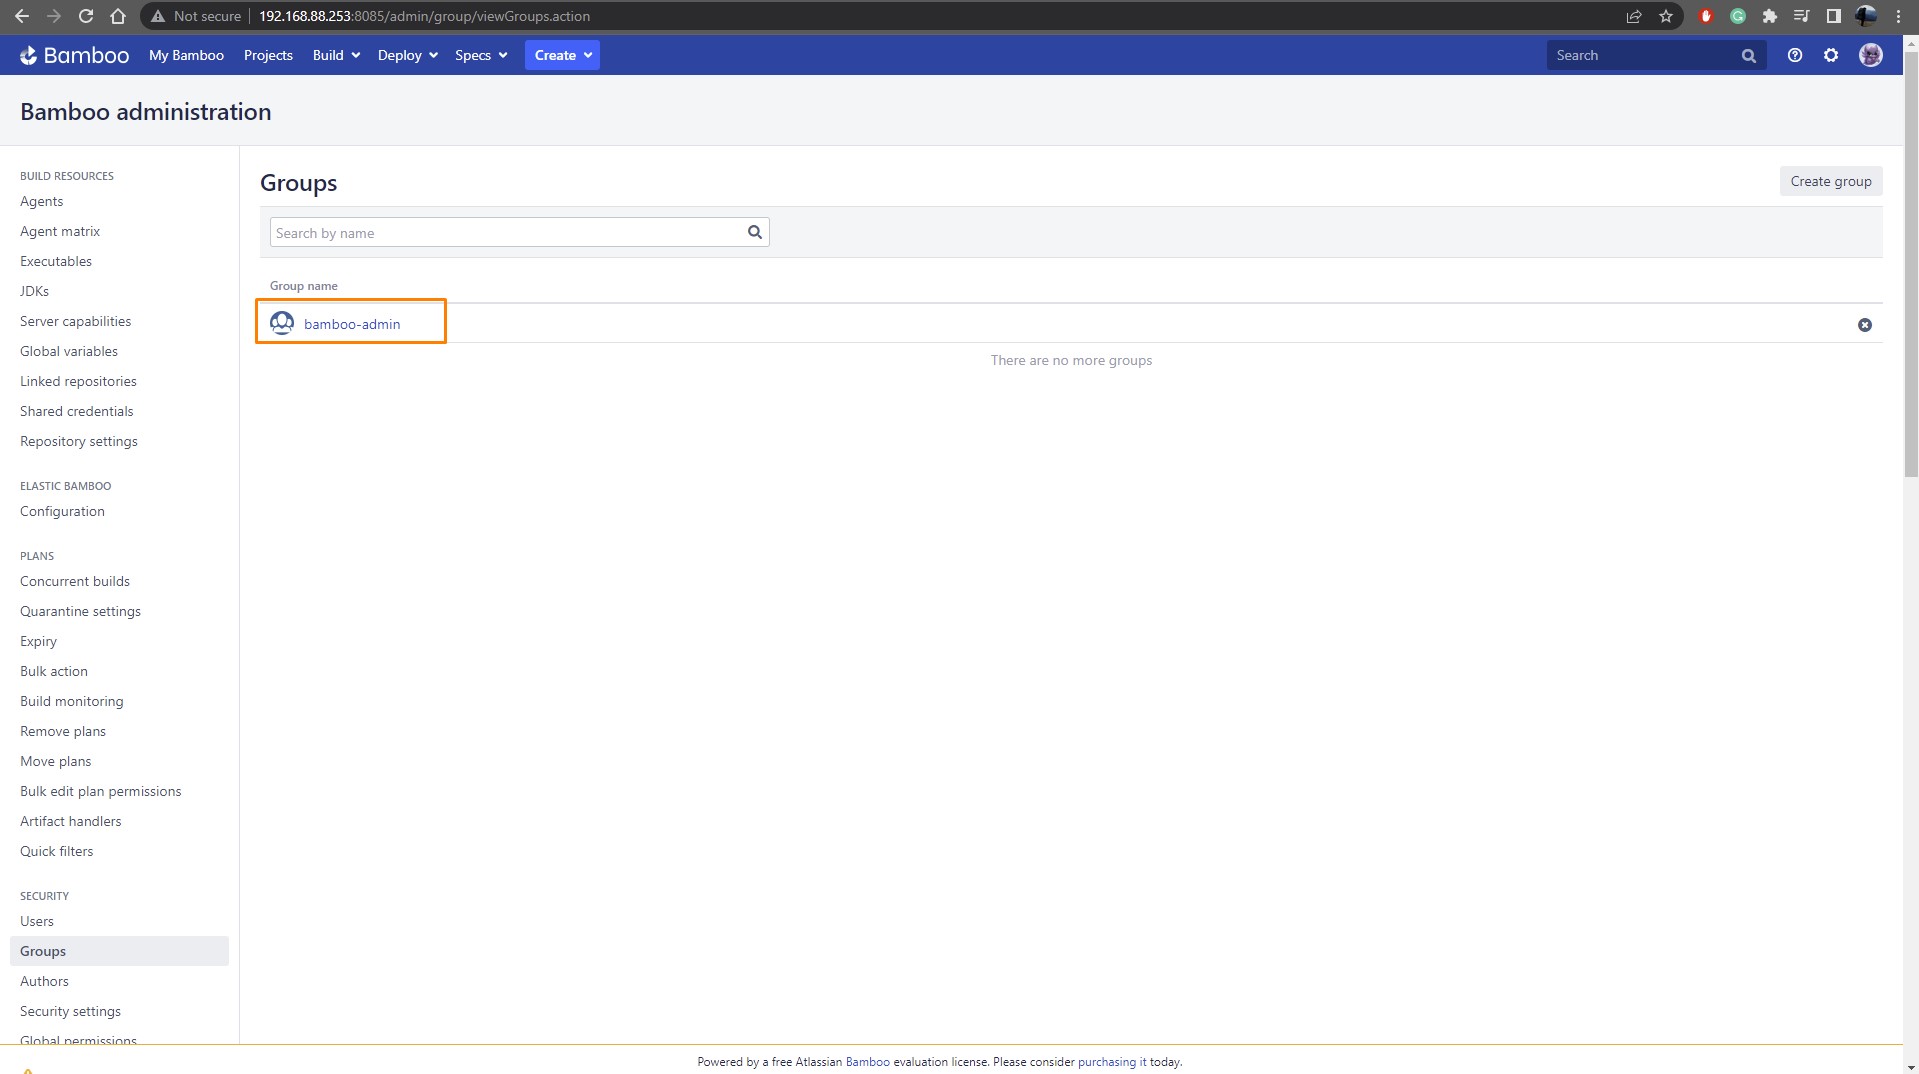 Not secure 192.168.88.253:8085/admin/group/viewGroups.action
Bamboo My Bamboo Projects Build Deploy Specs Create Search
Bamboo administration
BUILD RESOURCES
Agents
Agent matrix
Executables
JDKs
Server capabilities
Global variables
Linked repositories
Shared credentials
Repository settings
ELASTIC BAMBOO
Configuration
PLANS
Concurrent builds
Quarantine settings
Expiry
Bulk action
Build monitoring
Remove plans
Move plans
Bulk edit plan permissions
Artifact handlers
Quick filters
SECURITY
Users
Groups
Authors
Security settings
Global permissions
Groups
Create group
Search by name
Group name
bamboo-admin
There are no more groups
Powered by a free Atlassian Bamboo evaluation license. Please consider purchasing it today.